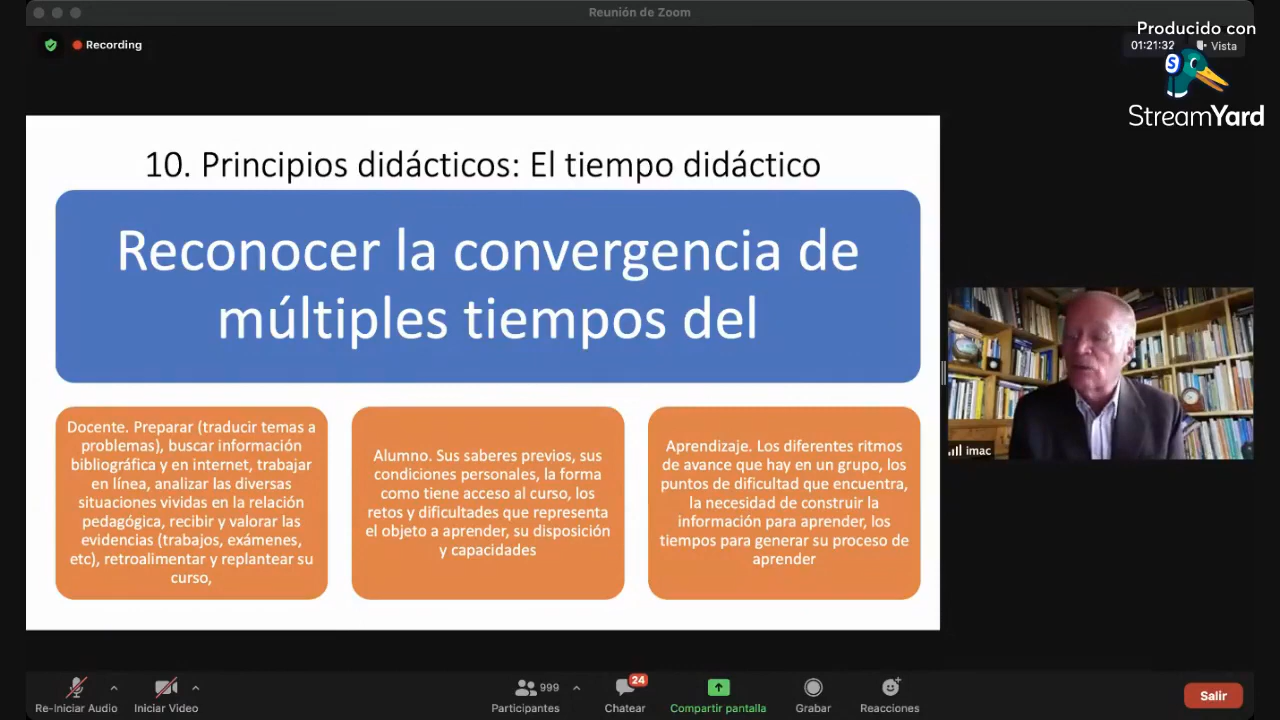 Reunión de Zoom
Producido con
Recording
01:21:32
Vista
StreamYard
10. Principios didácticos: El tiempo didáctico
Reconocer la convergencia de
múltiples tiempos del
Docente. Preparar (traducir temas a
problemas), buscar información
bibliográfica y en internet, trabajar
en línea, analizar las diversas
situaciones vividas en la relación
pedagógica, recibir y valorar las
evidencias (trabajos, exámenes,
etc), retroalimentar y replantear su
curso,
Alumno. Sus saberes previos, sus
condiciones personales, la forma
como tiene acceso al curso, los
retos y dificultades que representa
el objeto a aprender, su disposición
y capacidades
Aprendizaje. Los diferentes ritmos
de avance que hay en un grupo, los
puntos de dificultad que encuentra,
la necesidad de construir la
información para aprender, los
tiempos para generar su proceso de
aprender
imac
Re-Iniciar Audio
Iniciar Video
999
Participantes
24
Chatear
Compartir pantalla
Grabar
Reacciones
Salir